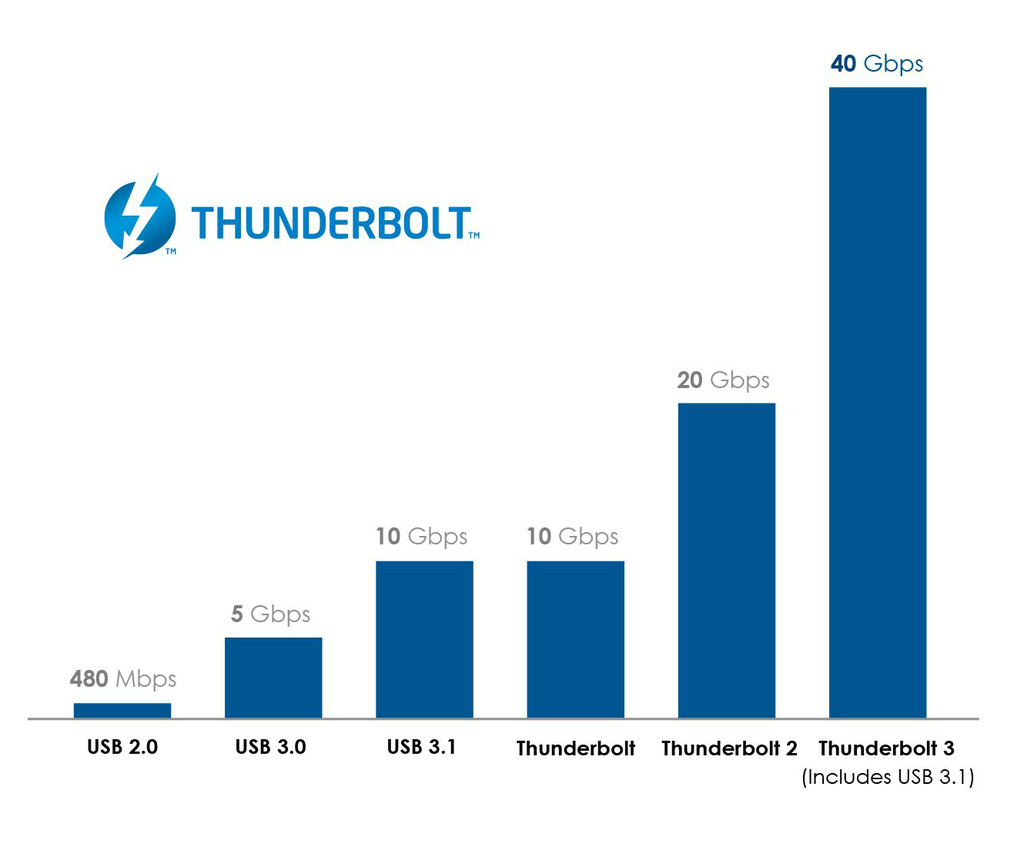 40 Gbps
THUNDERBOLT™
™
20 Gbps
10 Gbps
10 Gbps
5 Gbps
480 Mbps
USB 2.0
USB 3.0
USB 3.1
Thunderbolt
Thunderbolt 2
Thunderbolt 3
(Includes USB 3.1)